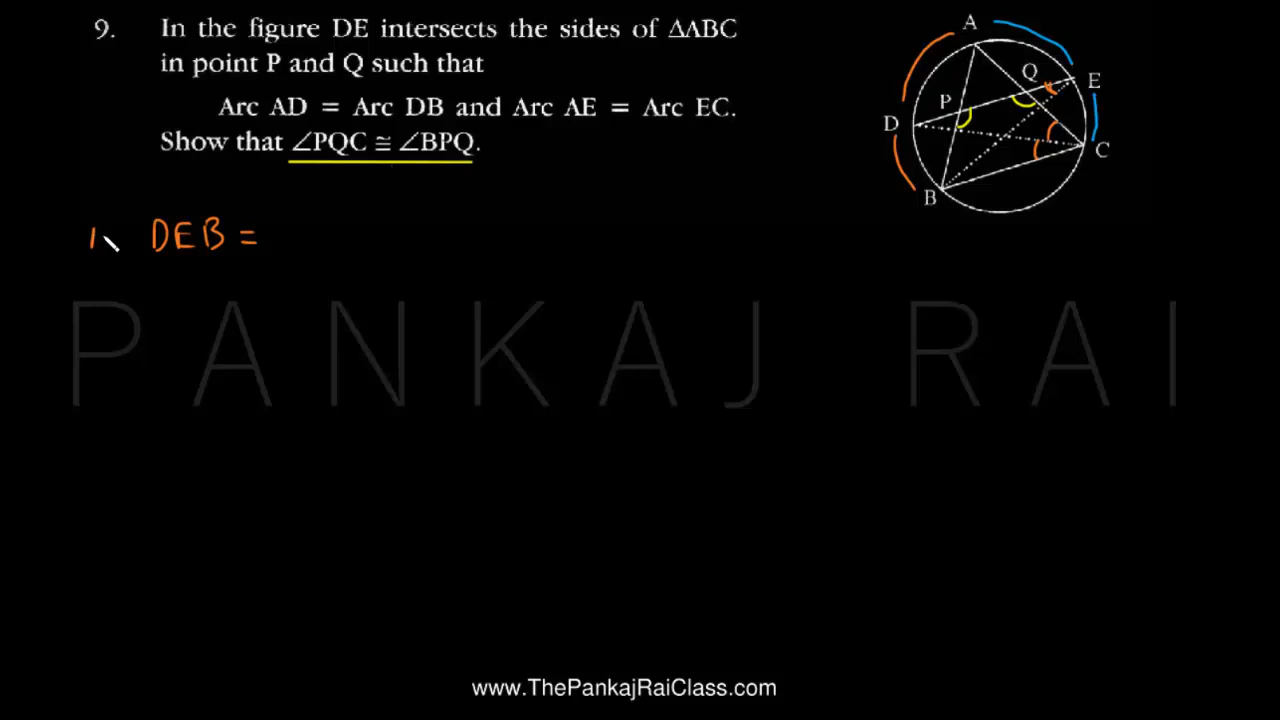 9. In the figure DE intersects the sides of ΔABC
in point P and Q such that
Arc AD = Arc DB and Arc AE = Arc EC.
Show that ∠PQC ≅ ∠BPQ.
A
Q
E
P
D
C
B
DEB =
PANKAJ RAI
www.ThePankajRaiClass.com